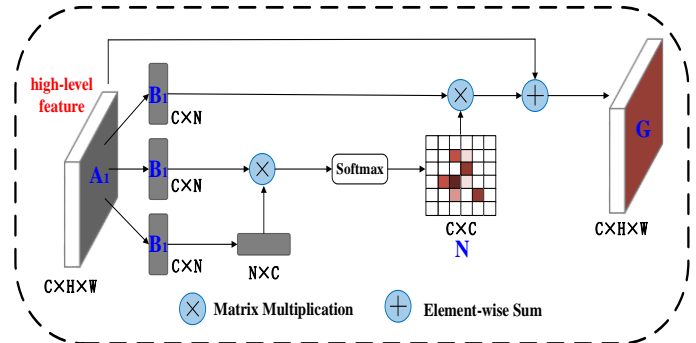 high-level
feature
A1
C×H×W
B1
C×N
B1
C×N
B1
C×N
N×C
Softmax
C×C
N
G
C×H×W
Matrix Multiplication
Element-wise Sum